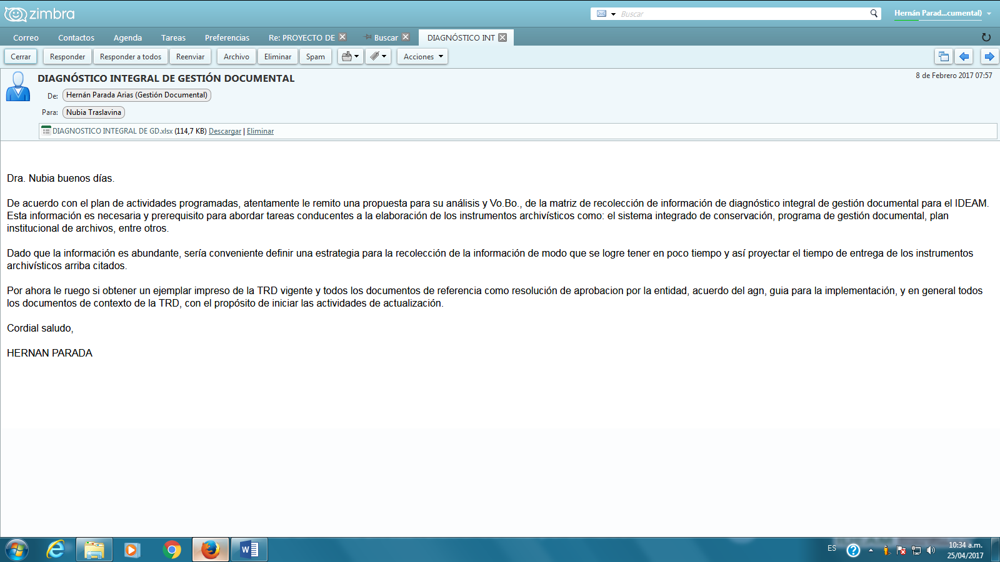 zimbra
Buscar
Hernán Parad...cumental)
Correo Contactos Agenda Tareas Preferencias Re: PROYECTO DE Buscar DIAGNÓSTICO INT
Cerrar Responder Responder a todos Reenviar Archivo Eliminar Spam Acciones
DIAGNÓSTICO INTEGRAL DE GESTIÓN DOCUMENTAL
8 de Febrero 2017 07:57
De: Hernán Parada Arias (Gestión Documental)
Para: Nubia Traslavina
DIAGNOSTICO INTEGRAL DE GD.xlsx (114,7 KB) Descargar | Eliminar
Dra. Nubia buenos días.
De acuerdo con el plan de actividades programadas, atentamente le remito una propuesta para su análisis y Vo.Bo., de la matriz de recolección de información de diagnóstico integral de gestión documental para el IDEAM.
Esta información es necesaria y prerequisito para abordar tareas conducentes a la elaboración de los instrumentos archivísticos como: el sistema integrado de conservación, programa de gestión documental, plan
institucional de archivos, entre otros.
Dado que la información es abundante, sería conveniente definir una estrategia para la recolección de la información de modo que se logre tener en poco tiempo y así proyectar el tiempo de entrega de los instrumentos
archivísticos arriba citados.
Por ahora le ruego si obtener un ejemplar impreso de la TRD vigente y todos los documentos de referencia como resolución de aprobacion por la entidad, acuerdo del agn, guia para la implementación, y en general todos
los documentos de contexto de la TRD, con el propósito de iniciar las actividades de actualización.
Cordial saludo,
HERNAN PARADA
ES
10:34 a.m.
25/04/2017